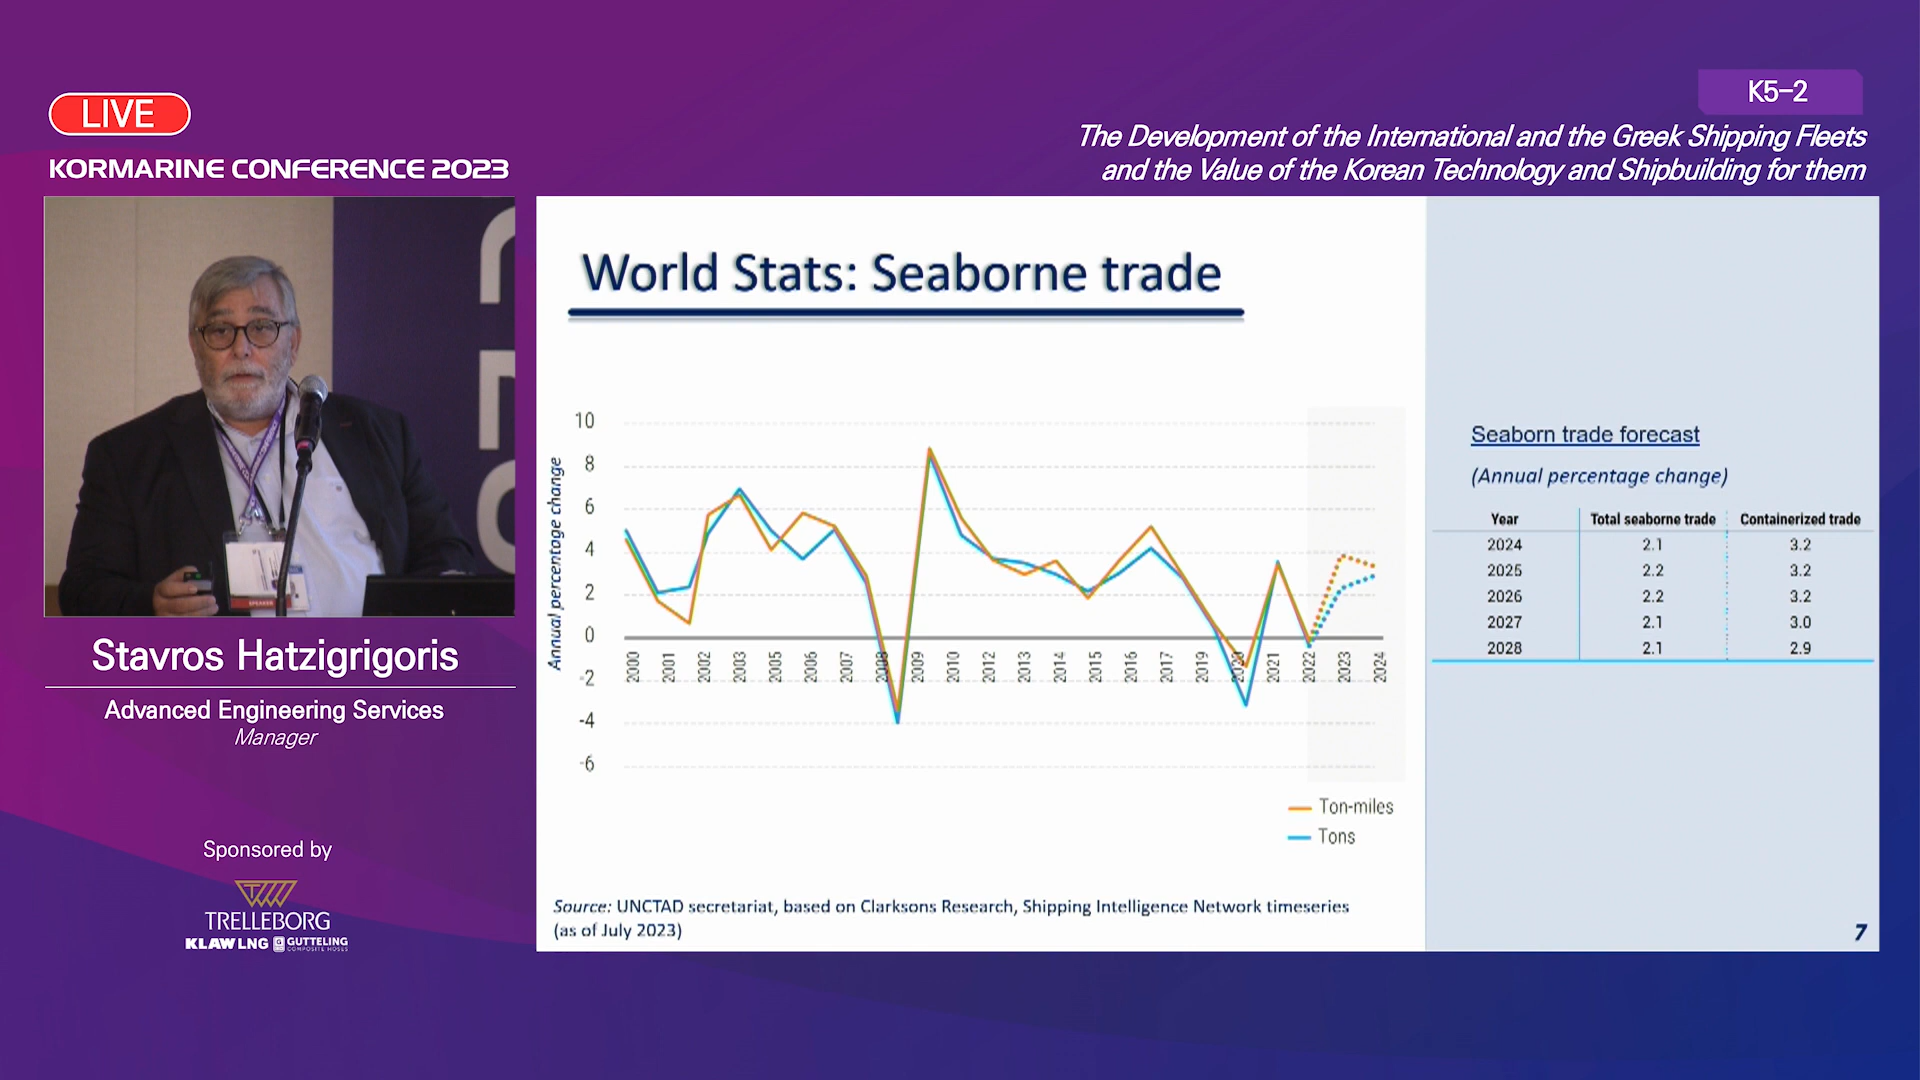 LIVE
KORMARINE CONFERENCE 2023
K5-2
The Development of the International and the Greek Shipping Fleets
and the Value of the Korean Technology and Shipbuilding for them
SPEAKER
Stavros Hatzigrigoris
Advanced Engineering Services
Manager
Sponsored by
TRELLEBORG
KLAW LNG GUTTELING
COMPOSITE HOSES
World Stats: Seaborne trade
Annual percentage change
10
8
6
4
2
0
-2
-4
-6
2000 2001 2002 2003 2005 2006 2007 2008 2009 2010 2012 2013 2014 2015 2016 2017 2019 2020 2021 2022 2023 2024
Ton-miles
Tons
Source: UNCTAD secretariat, based on Clarksons Research, Shipping Intelligence Network timeseries
(as of July 2023)
Seaborn trade forecast
(Annual percentage change)
Year Total seaborne trade Containerized trade
2024 2.1 3.2
2025 2.2 3.2
2026 2.2 3.2
2027 2.1 3.0
2028 2.1 2.9
7